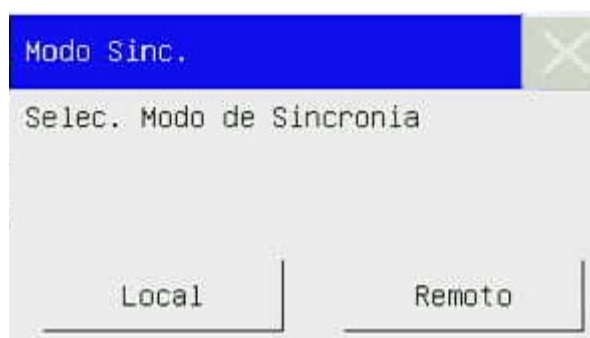 Modo Sinc.
Selec. Modo de Sincronia
Local
Remoto